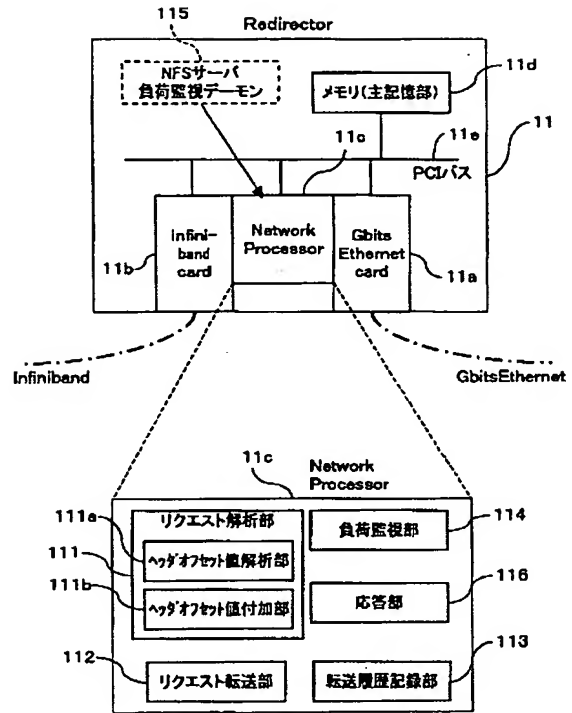 Redirector
115
NFSサーバ
負荷監視デーモン
メモリ(主記憶部)
11d
11c
11e
PCIバス
11
Infini-
band
card
Network
Processor
Gbits
Ethernet
card
11b
11a
Infiniband
GbitsEthernet
11c
Network
Processor
111a
リクエスト解析部
111
ヘッダオフセット値解析部
111b
ヘッダオフセット値付加部
負荷監視部
114
応答部
116
112
リクエスト転送部
転送履歴記録部
113